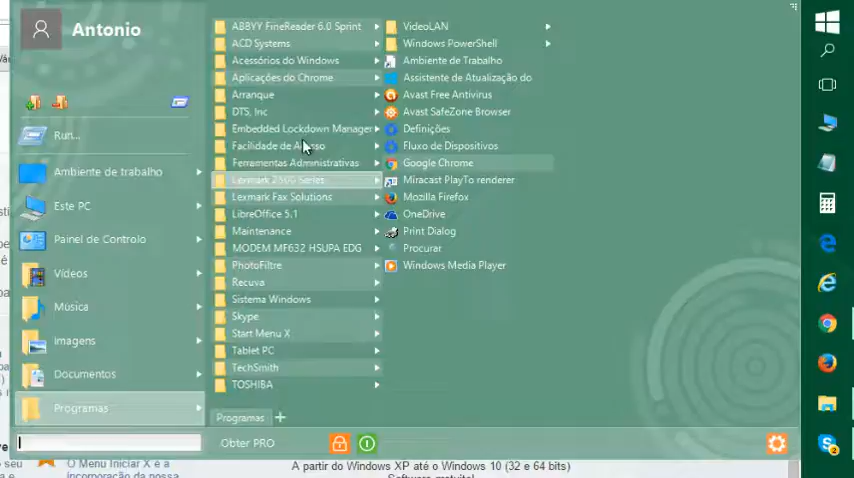 Antonio
Run...
Ambiente de trabalho
Este PC
Painel de Controlo
Vídeos
Música
Imagens
Documentos
Programas
ABBYY FineReader 6.0 Sprint
ACD Systems
Acessórios do Windows
Aplicações do Chrome
Arranque
DTS, Inc
Embedded Lockdown Manager
Facilidade de Acesso
Ferramentas Administrativas
Lexmark 2500 Series
Lexmark Fax Solutions
LibreOffice 5.1
Maintenance
MODEM MF632 HSUPA EDG
PhotoFiltre
Recuva
Sistema Windows
Skype
Start Menu X
Tablet PC
TechSmith
TOSHIBA
VideoLAN
Windows PowerShell
Ambiente de Trabalho
Assistente de Atualização do
Avast Free Antivirus
Avast SafeZone Browser
Definições
Fluxo de Dispositivos
Google Chrome
Miracast PlayTo renderer
Mozilla Firefox
OneDrive
Print Dialog
Procurar
Windows Media Player
Programas +
Obter PRO
O Menu Iniciar X é a
incorporação da nossa
A partir do Windows XP até o Windows 10 (32 e 64 bits)